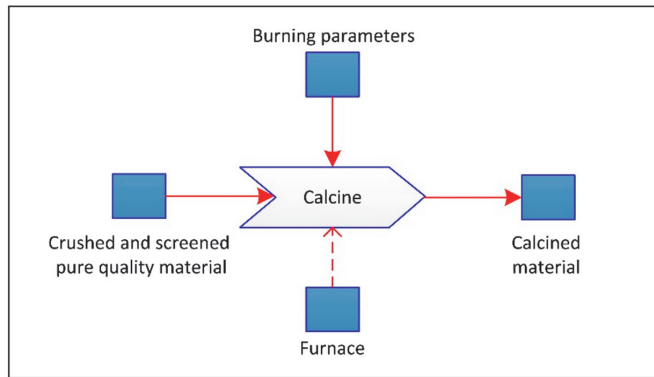 Burning parameters
Calcine
Crushed and screened
pure quality material
Calcined
material
Furnace